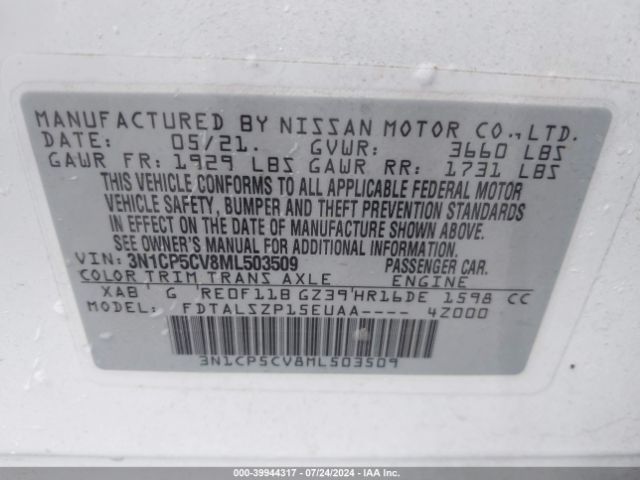 MANUFACTURED BY NISSAN MOTOR CO.,LTD.
DATE: 05/21. GVWR: 3660 LBS
GAWR FR: 1929 LBS GAWR RR: 1731 LBS
THIS VEHICLE CONFORMS TO ALL APPLICABLE FEDERAL MOTOR
VEHICLE SAFETY, BUMPER AND THEFT PREVENTION STANDARDS
IN EFFECT ON THE DATE OF MANUFACTURE SHOWN ABOVE.
SEE OWNER'S MANUAL FOR ADDITIONAL INFORMATION.
VIN: 3N1CP5CV8ML503509 PASSENGER CAR.
COLOR TRIM TRANS AXLE ENGINE
XAB G RE0F11B GZ39 HR16DE 1598 CC
MODEL: FDTALSZP15EUAA---- 4Z000
3N1CP5CV8ML503509
000-39944317 | 07/24/2024 | IAAI.com